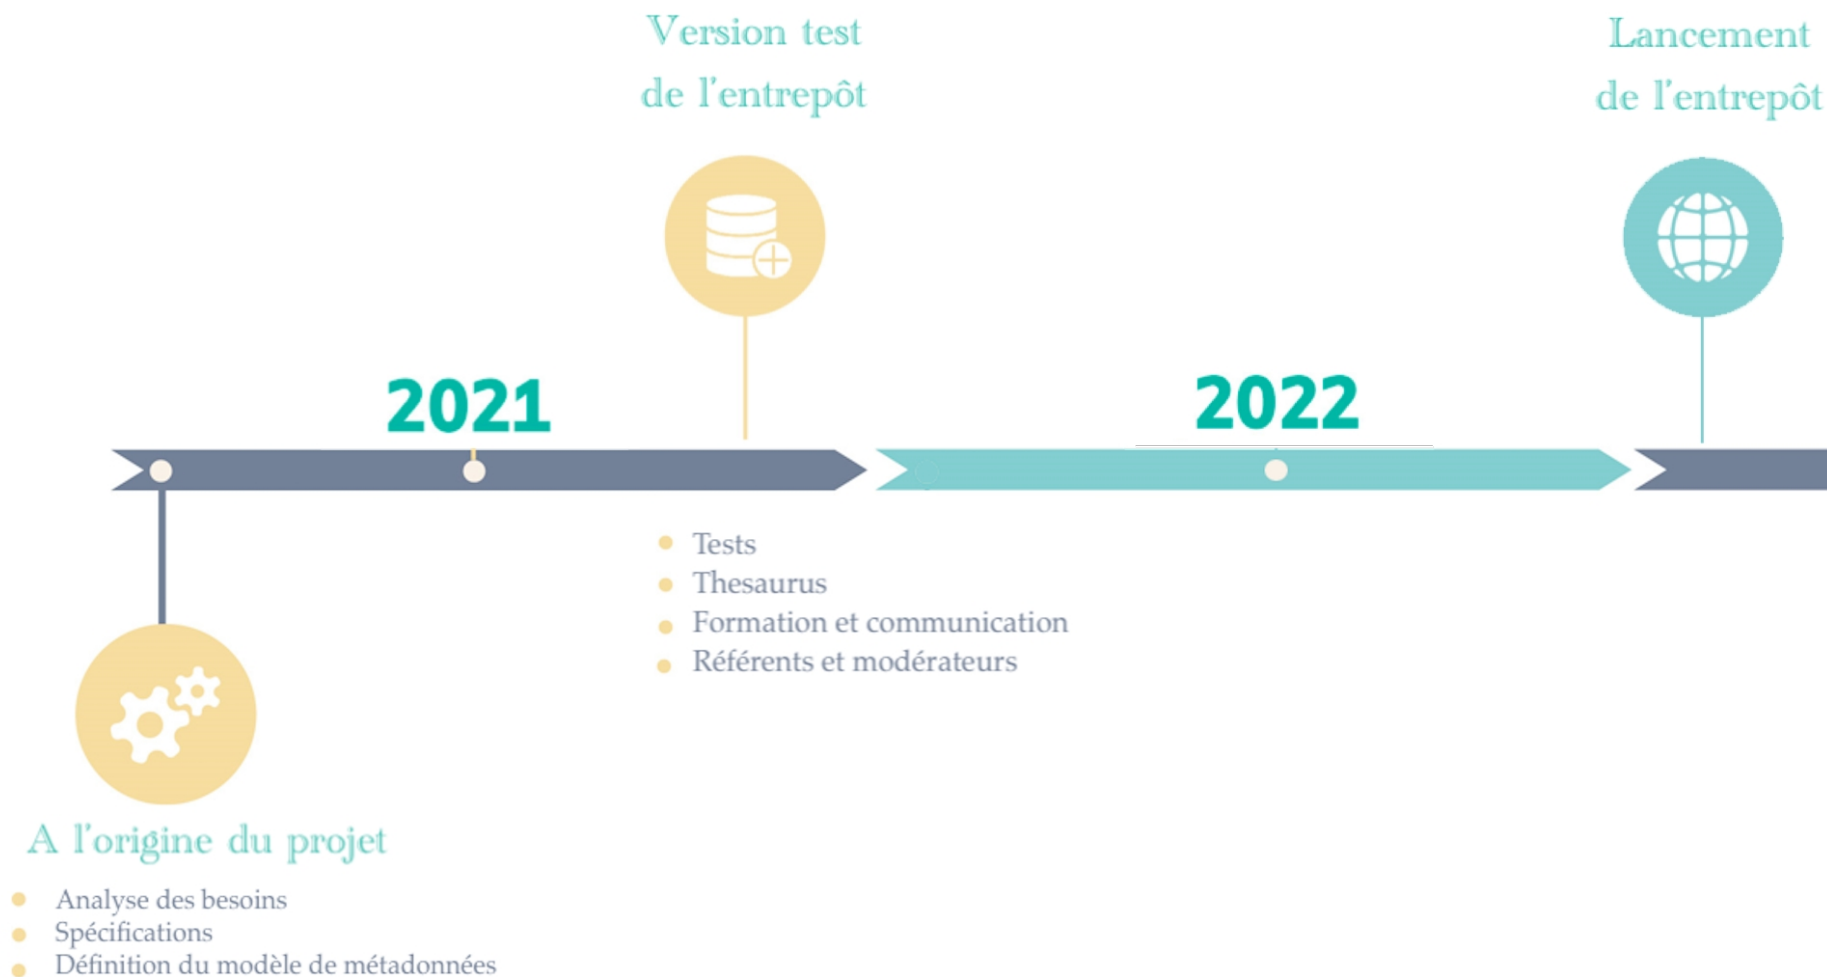 Version test
de l'entrepôt
Lancement
de l'entrepôt
2021
2022
Tests
Thesaurus
Formation et communication
Référents et modérateurs
A l'origine du projet
Analyse des besoins
Spécifications
Définition du modèle de métadonnées